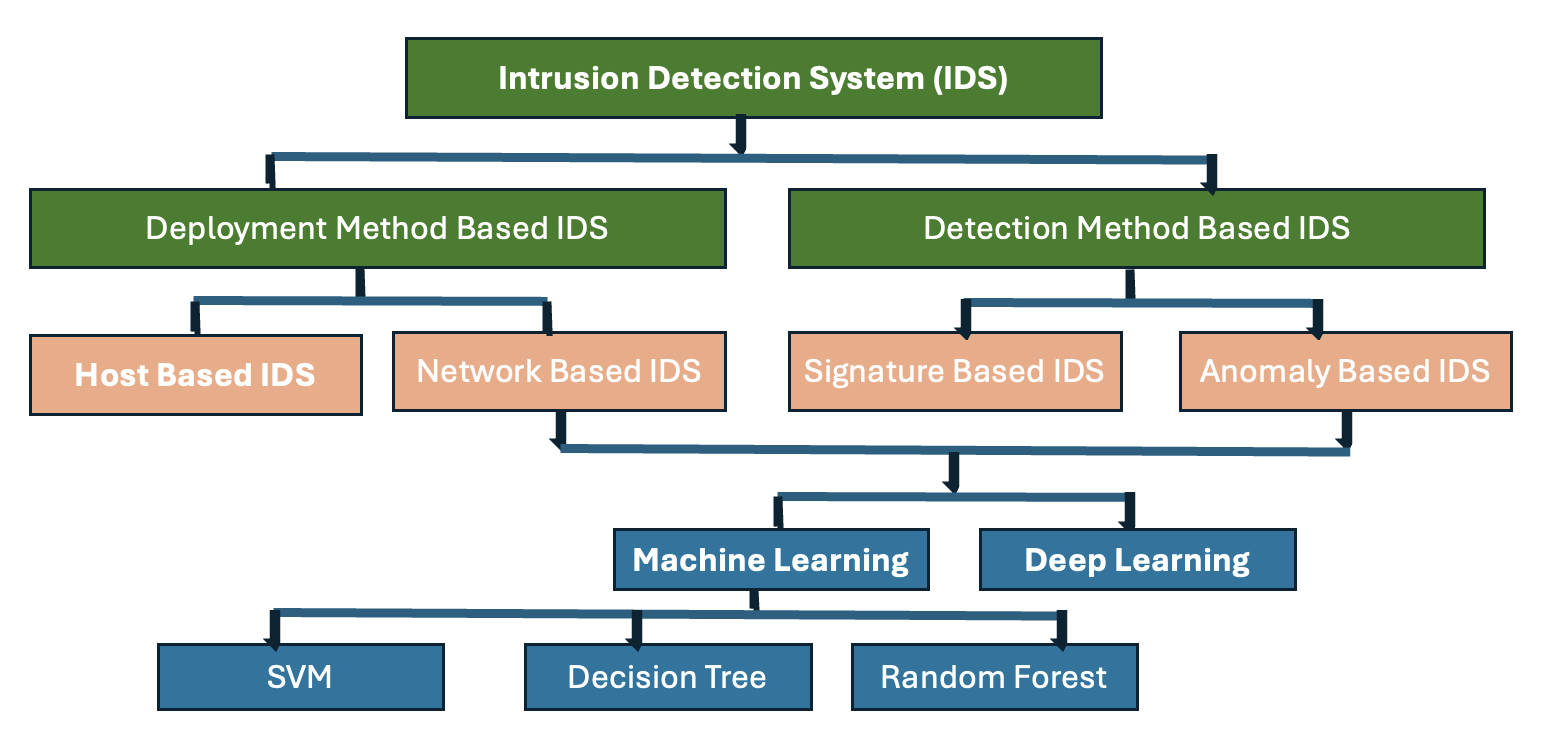 Intrusion Detection System (IDS)
Deployment Method Based IDS
Detection Method Based IDS
Host Based IDS
Network Based IDS
Signature Based IDS
Anomaly Based IDS
Machine Learning
Deep Learning
SVM
Decision Tree
Random Forest